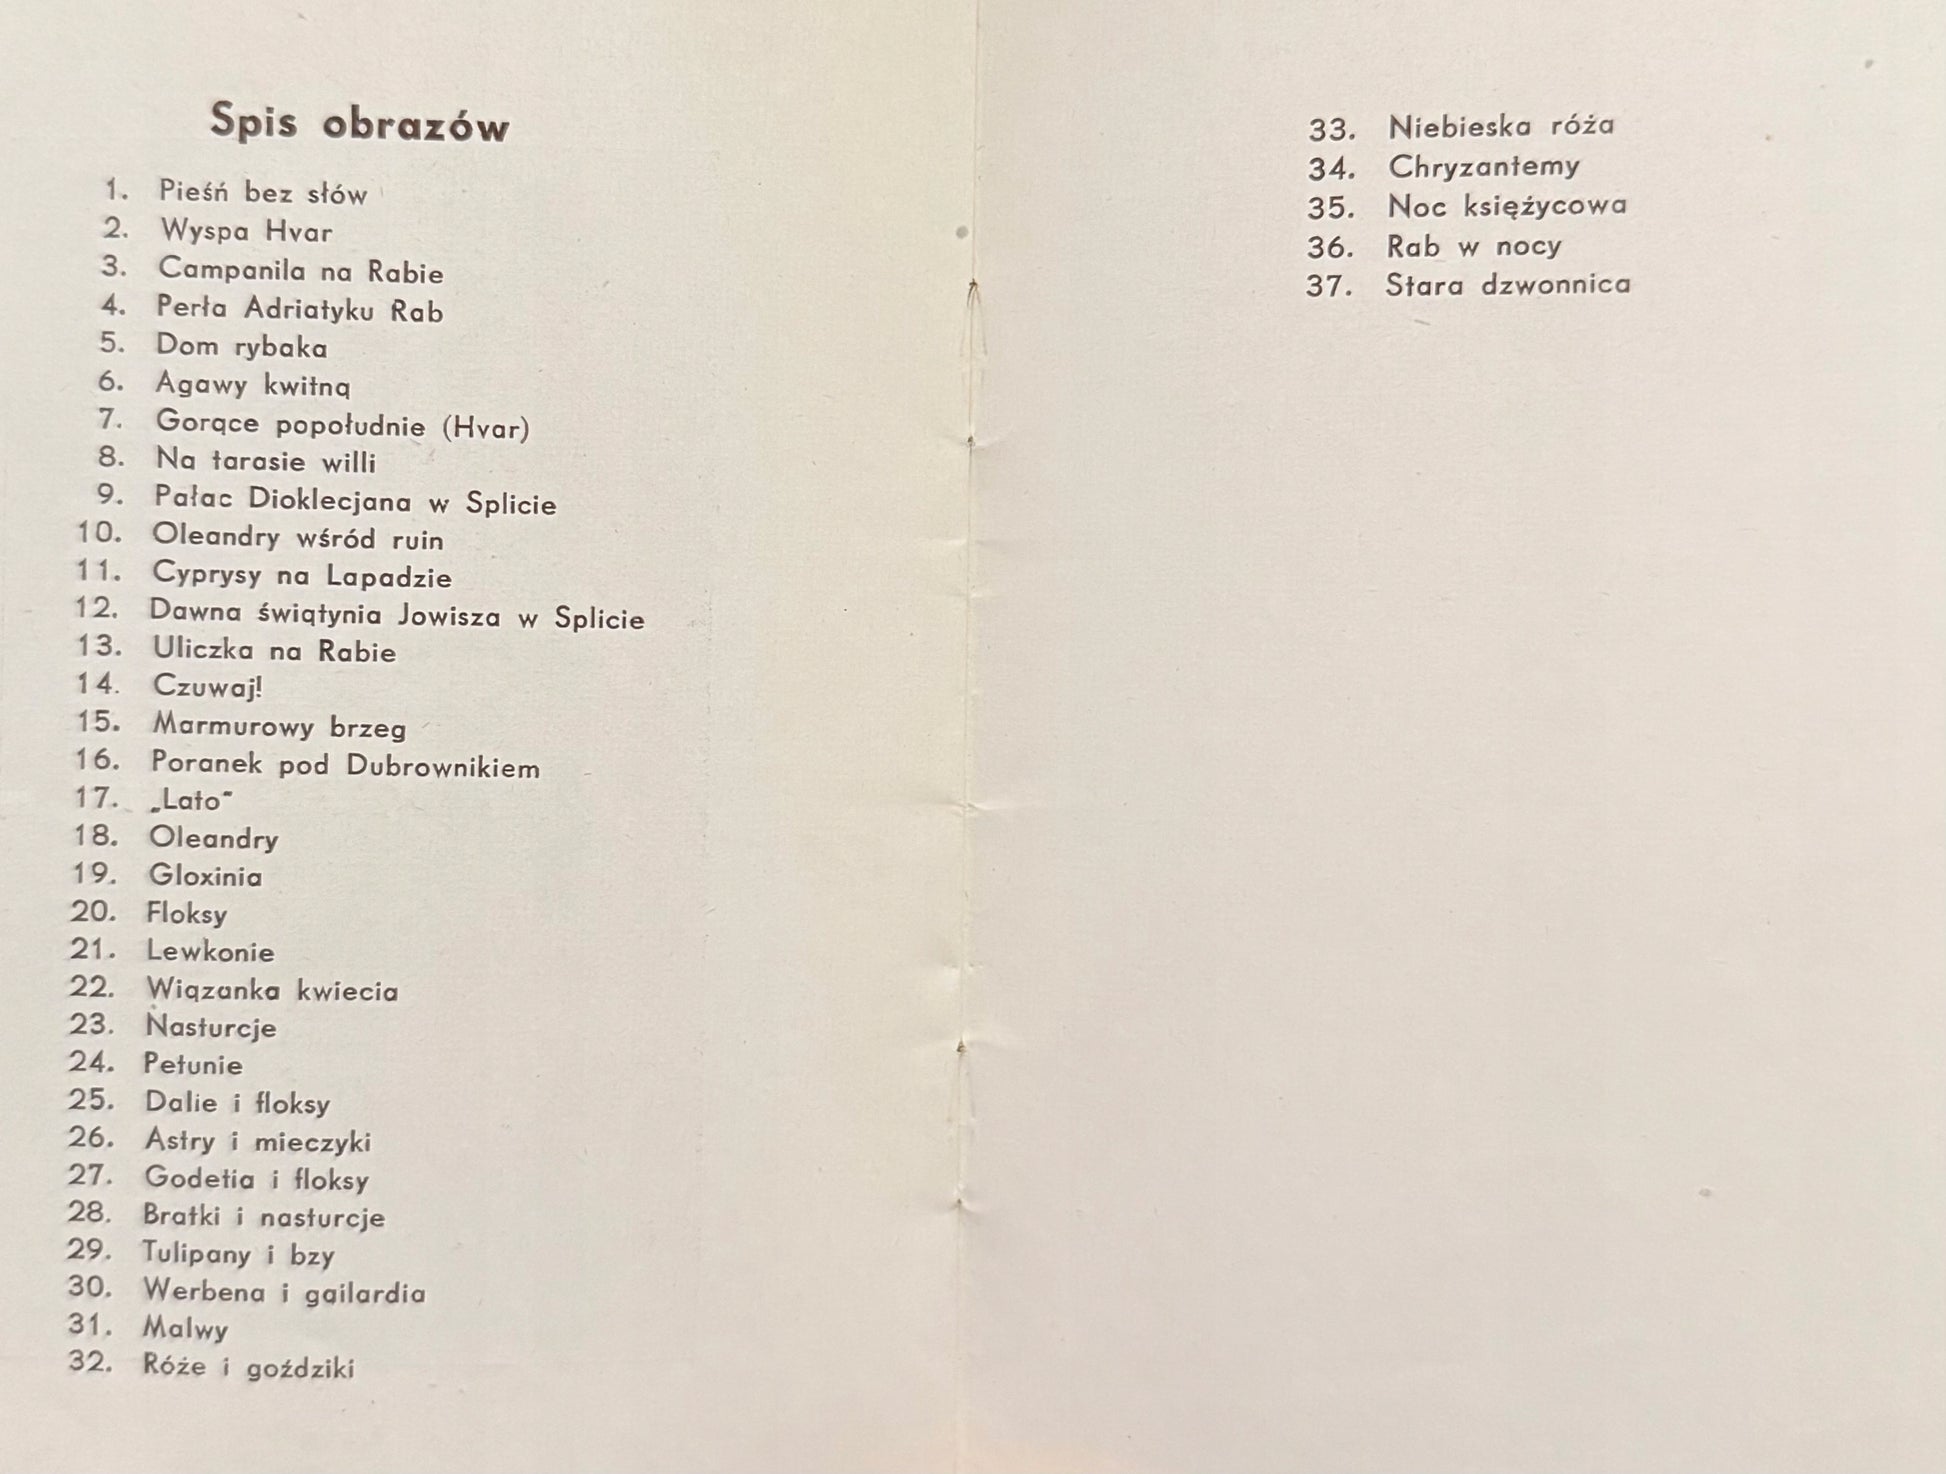 Spis obrazów
1. Pieśń bez słów
2. Wyspa Hvar
3. Campanila na Rabie
4. Perła Adriatyku Rab
5. Dom rybaka
6. Agawy kwitną
7. Gorące popołudnie (Hvar)
8. Na tarasie willi
9. Pałac Dioklecjana w Splicie
10. Oleandry wśród ruin
11. Cyprysy na Lapadzie
12. Dawna świątynia Jowisza w Splicie
13. Uliczka na Rabie
14. Czuwaj!
15. Marmurowy brzeg
16. Poranek pod Dubrownikiem
17. „Lato"
18. Oleandry
19. Gloxinia
20. Floksy
21. Lewkonie
22. Wiązanka kwiecia
23. Nasturcje
24. Petunie
25. Dalie i floksy
26. Astry i mieczyki
27. Godetia i floksy
28. Bratki i nasturcje
29. Tulipany i bzy
30. Werbena i gailardia
31. Malwy
32. Róże i goździki
33. Niebieska róża
34. Chryzantemy
35. Noc księżycowa
36. Rab w nocy
37. Stara dzwonnica